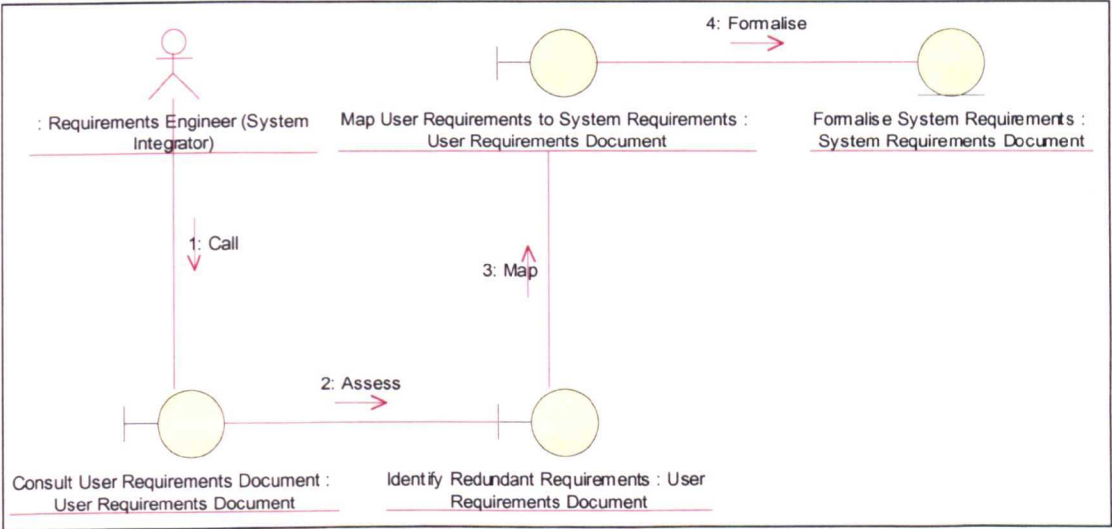 4: Formalise
: Requirements Engineer (System
Integrator)
Map User Requirements to System Requirements :
User Requirements Document
Formalise System Requirements :
System Requirements Document
1: Call
3: Map
2: Assess
Consult User Requirements Document :
User Requirements Document
Identify Redundant Requirements : User
Requirements Document